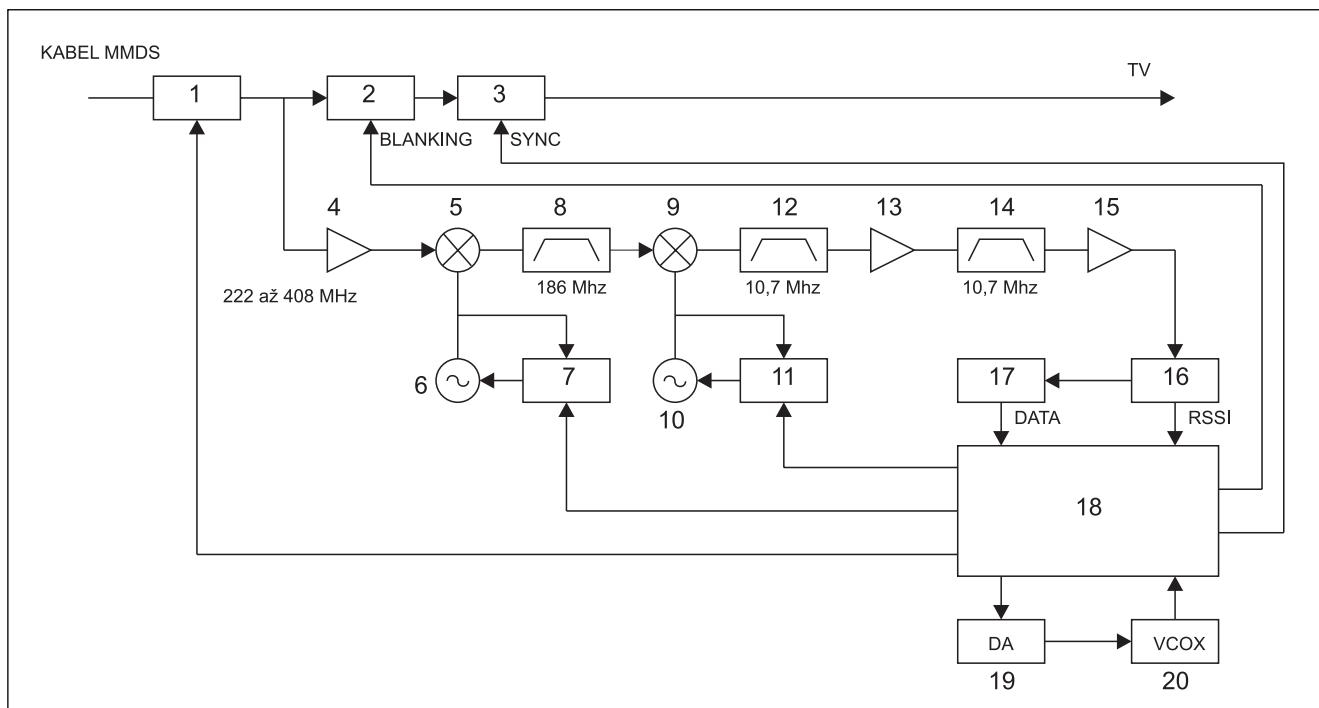 KABEL MMDS
TV
1
2
3
BLANKING
SYNC
4
5
8
9
12
13
14
15
222 až 408 MHz
186 Mhz
10,7 Mhz
10,7 Mhz
6
7
10
11
17
16
DATA
RSSI
18
DA
VCOX
19
20